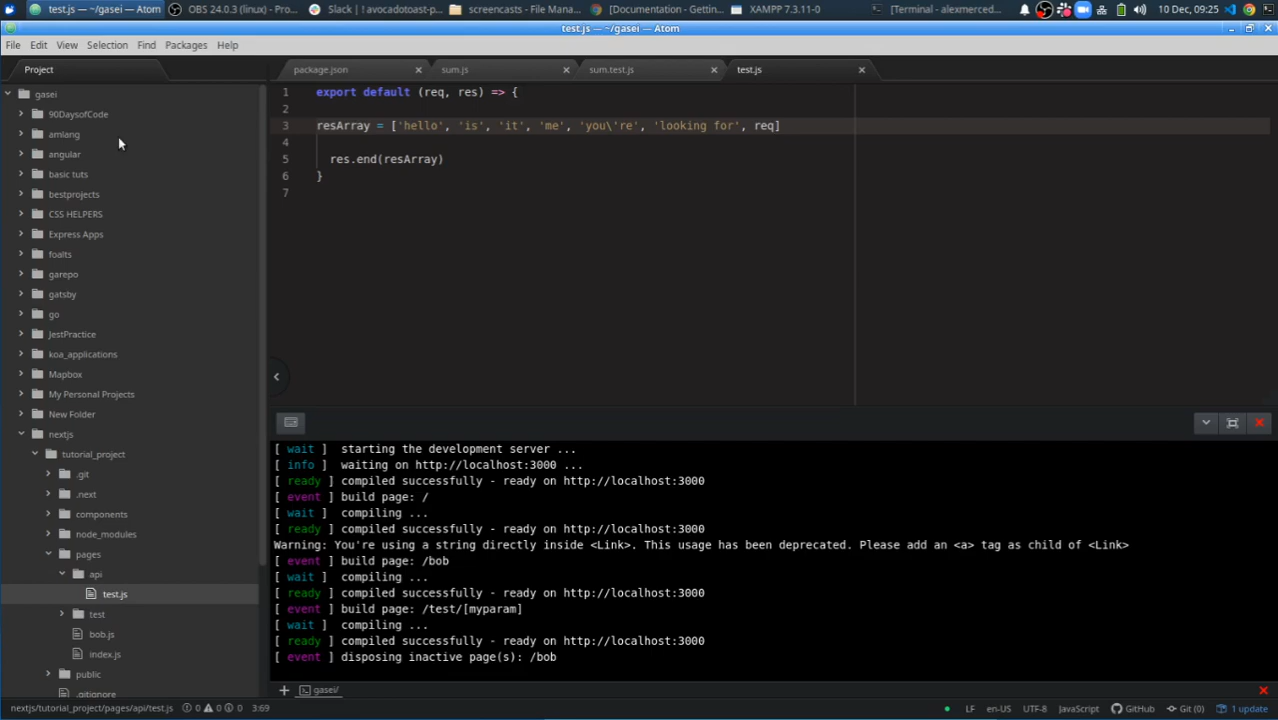 test.js — ~/gasei — Atom
OBS 24.0.3 (linux) - Pro...
Slack | ! avocadotoast-p...
screencasts - File Mana...
[Documentation - Gettin...
XAMPP 7.3.11-0
[Terminal - alexmerced...
10 Dec, 09:25
test.js — ~/gasei — Atom
File Edit View Selection Find Packages Help
Project
package.json
sum.js
sum.test.js
test.js
gasei
90DaysofCode
amlang
angular
basic tuts
bestprojects
CSS HELPERS
Express Apps
foalts
garepo
gatsby
go
JestPractice
koa_applications
Mapbox
My Personal Projects
New Folder
nextjs
tutorial_project
.git
.next
components
node_modules
pages
api
test.js
test
bob.js
index.js
public
.gitignore
1 export default (req, res) => {
2
3 resArray = ['hello', 'is', 'it', 'me', 'you\'re', 'looking for', req]
4
5 res.end(resArray)
6 }
7
[ wait ] starting the development server ...
[ info ] waiting on http://localhost:3000 ...
[ ready ] compiled successfully - ready on http://localhost:3000
[ event ] build page: /
[ wait ] compiling ...
[ ready ] compiled successfully - ready on http://localhost:3000
Warning: You're using a string directly inside <Link>. This usage has been deprecated. Please add an <a> tag as child of <Link>
[ event ] build page: /bob
[ wait ] compiling ...
[ ready ] compiled successfully - ready on http://localhost:3000
[ event ] build page: /test/[myparam]
[ wait ] compiling ...
[ ready ] compiled successfully - ready on http://localhost:3000
[ event ] disposing inactive page(s): /bob
gasei/
nextjs/tutorial_project/pages/api/test.js 0 0 0 3:69
LF en-US UTF-8 JavaScript GitHub Git (0) 1 update